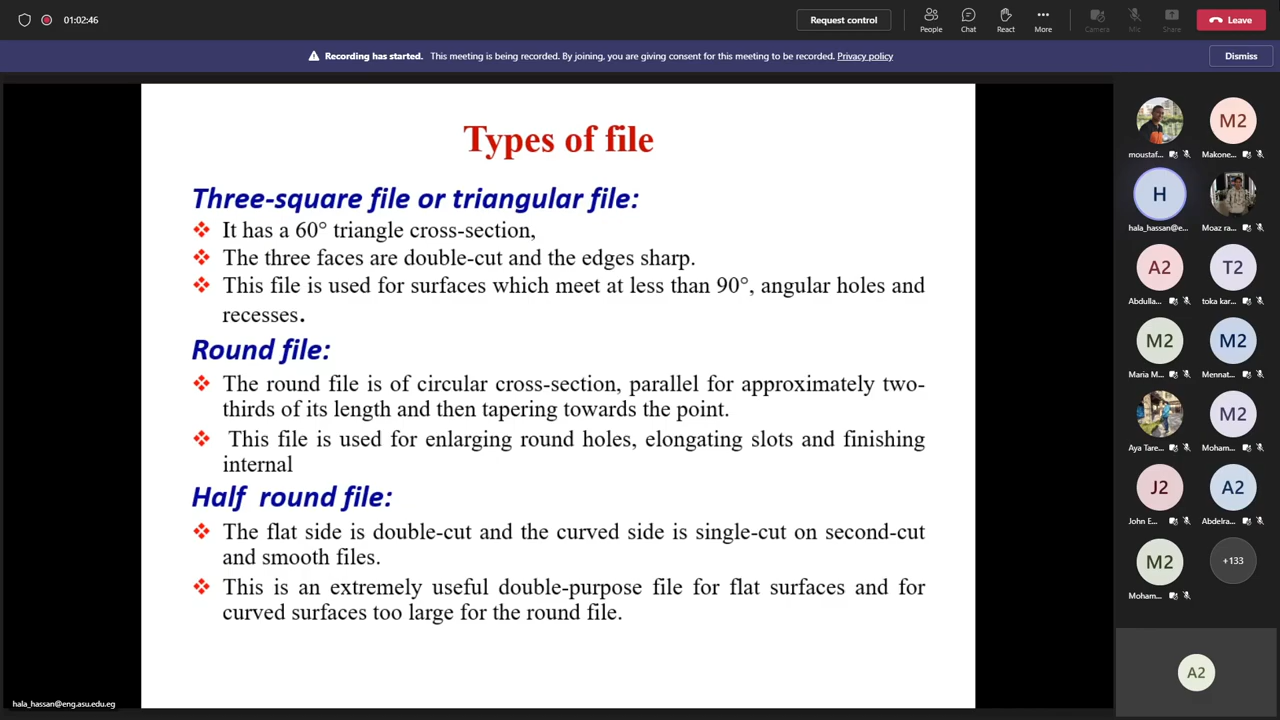 01:02:46
Request control
People
Chat
React
More
Camera
Mic
Share
Leave
Recording has started. This meeting is being recorded. By joining, you are giving consent for this meeting to be recorded. Privacy policy
Dismiss
Types of file
Three-square file or triangular file:
It has a 60° triangle cross-section,
The three faces are double-cut and the edges sharp.
This file is used for surfaces which meet at less than 90°, angular holes and
recesses.
Round file:
The round file is of circular cross-section, parallel for approximately two-
thirds of its length and then tapering towards the point.
This file is used for enlarging round holes, elongating slots and finishing
internal
Half round file:
The flat side is double-cut and the curved side is single-cut on second-cut
and smooth files.
This is an extremely useful double-purpose file for flat surfaces and for
curved surfaces too large for the round file.
hala_hassan@eng.asu.edu.eg
M2
moustaf...
Makone...
H
hala_hassan@e...
Moaz ra...
A2
T2
Abdulla...
toka kar...
M2
M2
Maria M...
Mennat...
M2
Aya Tare...
Moham...
J2
A2
John E...
Abdelra...
M2
+133
Moham...
A2